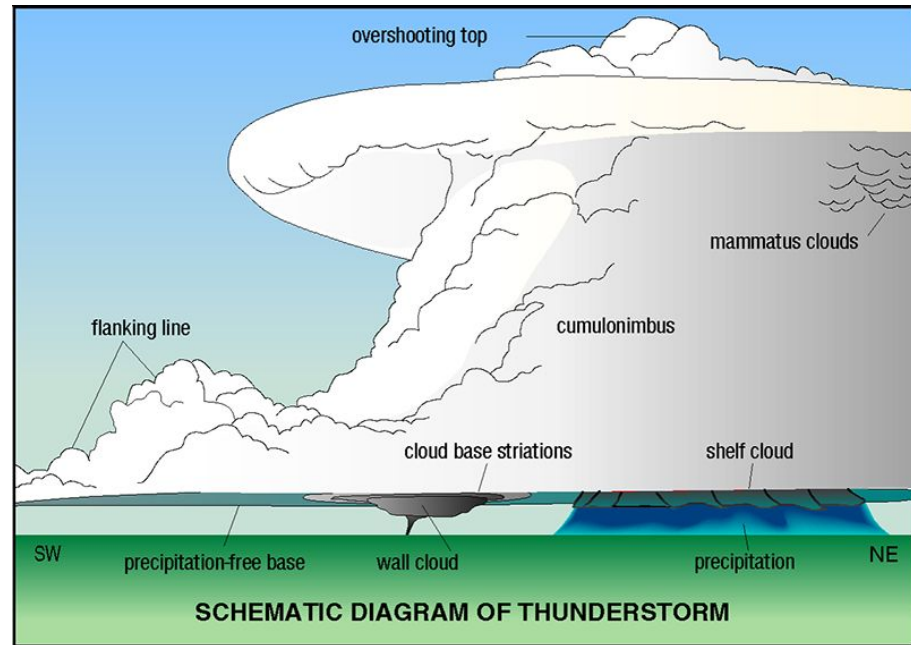 overshooting top
mammatus clouds
flanking line
cumulonimbus
cloud base striations
shelf cloud
SW
precipitation-free base
wall cloud
precipitation
NE
SCHEMATIC DIAGRAM OF THUNDERSTORM